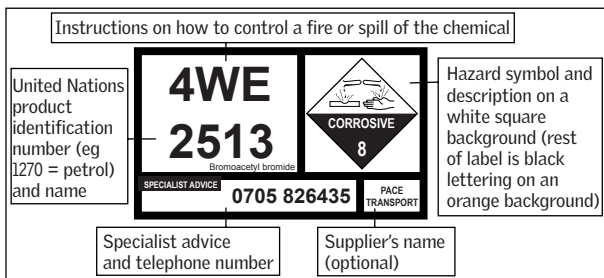 Instructions on how to control a fire or spill of the chemical
United Nations
product
identification
number (eg
1270 = petrol)
and name
4WE
2513
Bromoacetyl bromide
CORROSIVE
8
Hazard symbol and
description on a
white square
background (rest
of label is black
lettering on an
orange background)
SPECIALIST ADVICE
0705 826435
PACE
TRANSPORT
Specialist advice
and telephone number
Supplier's name
(optional)